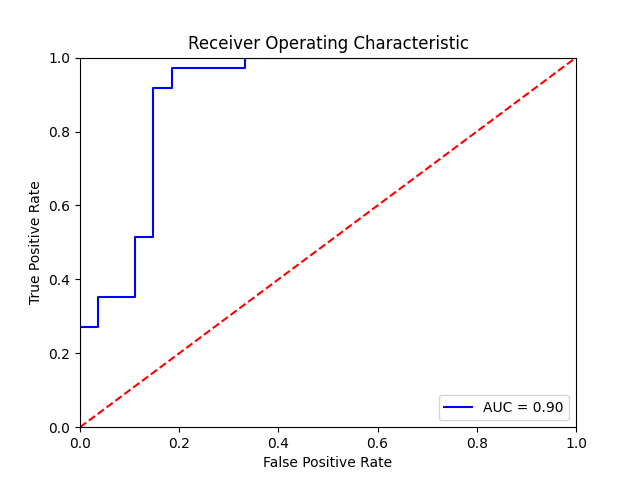 Receiver Operating Characteristic
1.0
0.8
0.6
0.4
0.2
0.0
True Positive Rate
AUC = 0.90
0.0 0.2 0.4 0.6 0.8 1.0
False Positive Rate